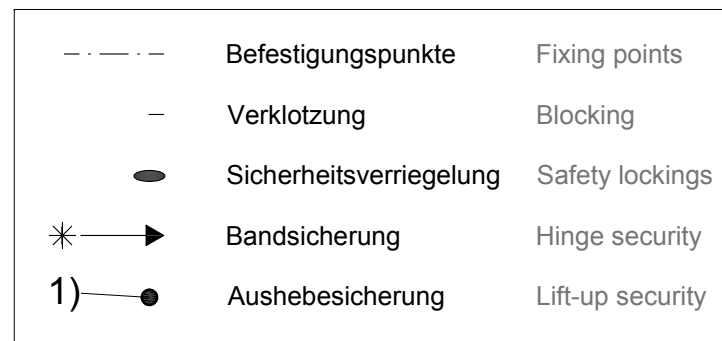 Befestigungspunkte Fixing points
Verklotzung Blocking
Sicherheitsverriegelung Safety lockings
Bandsicherung Hinge security
1) Aushebesicherung Lift-up security